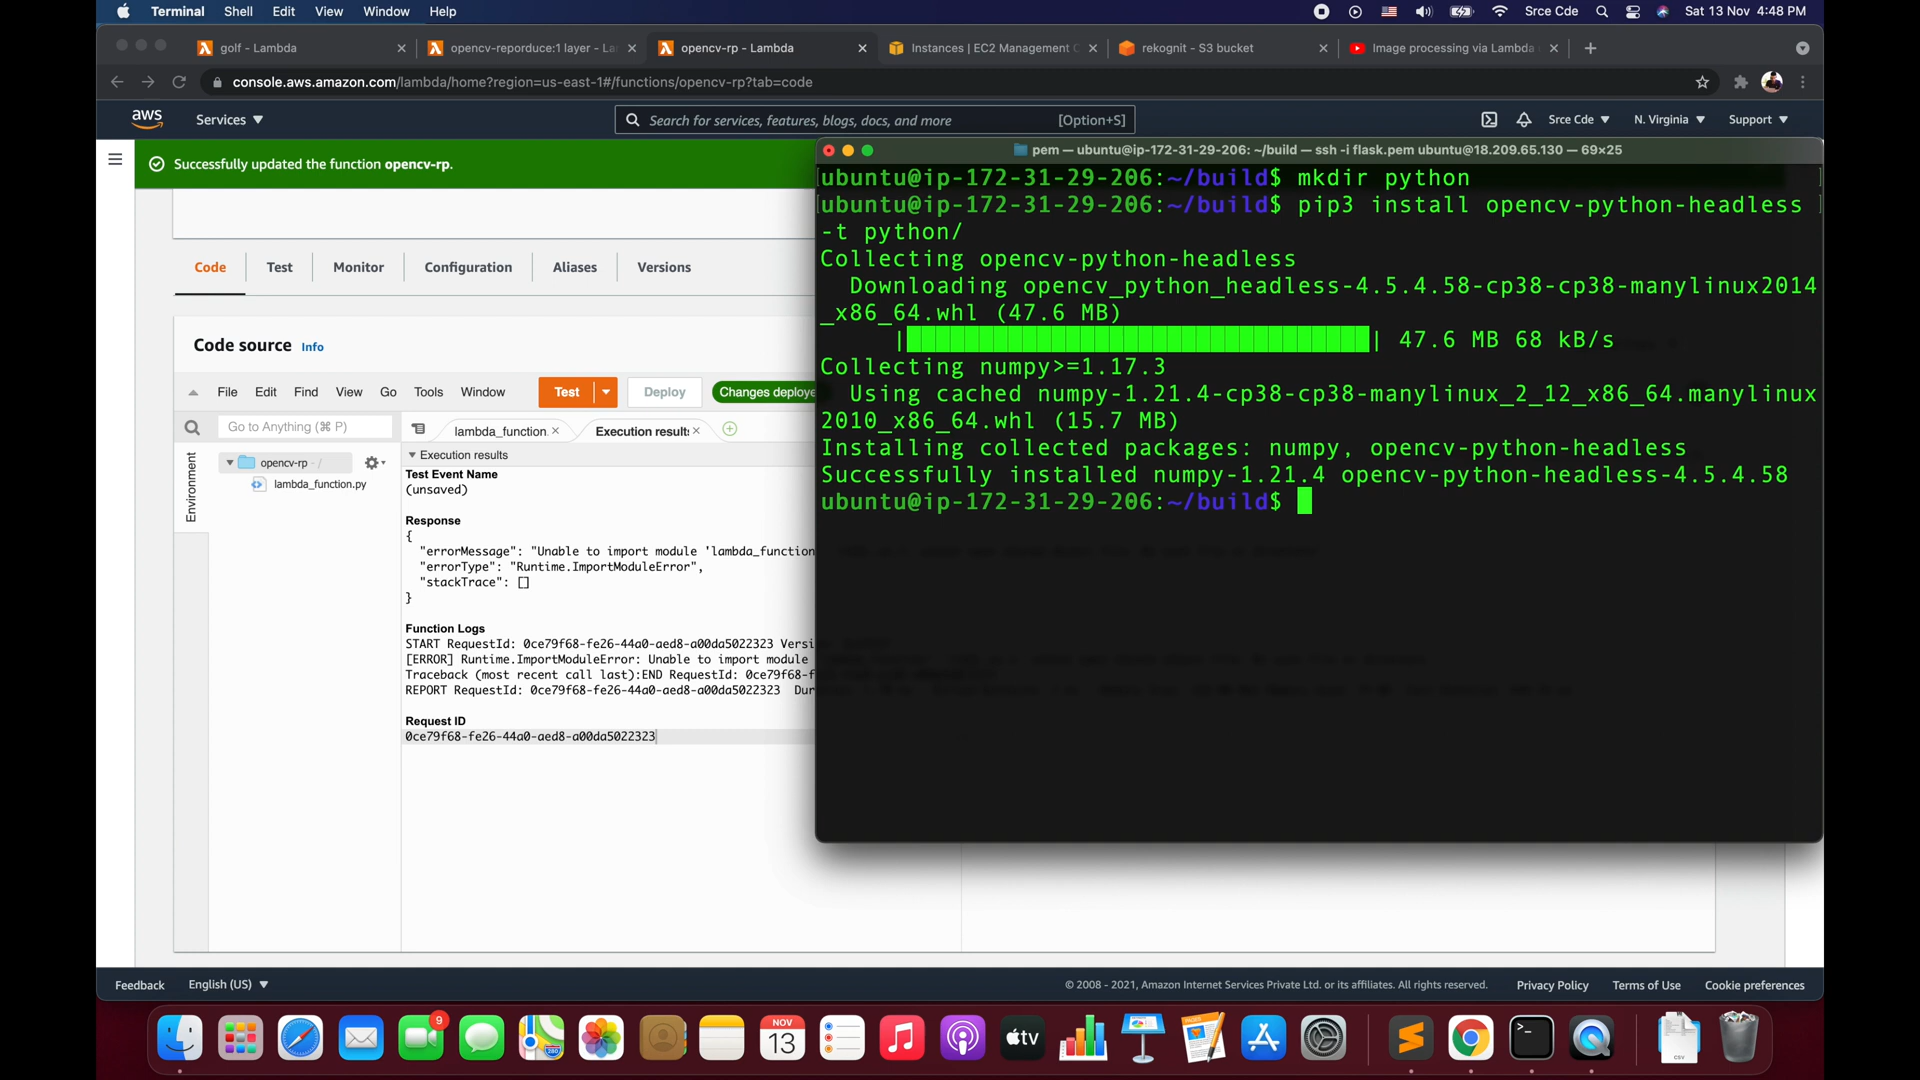 Terminal Shell Edit View Window Help
Srce Cde Sat 13 Nov 4:48 PM
golf - Lambda
opencv-reporduce:1 layer - La
opencv-rp - Lambda
Instances | EC2 Management C
rekognit - S3 bucket
Image processing via Lambda
console.aws.amazon.com/lambda/home?region=us-east-1#/functions/opencv-rp?tab=code
aws
Services
Search for services, features, blogs, docs, and more [Option+S]
Srce Cde N. Virginia Support
Successfully updated the function opencv-rp.
Code Test Monitor Configuration Aliases Versions
Code source Info
File Edit Find View Go Tools Window Test Deploy Changes deploye
Go to Anything (⌘ P)
lambda_function.
Execution results
Environment
opencv-rp - /
lambda_function.py
Execution results
Test Event Name
(unsaved)
Response
{
"errorMessage": "Unable to import module 'lambda_function
"errorType": "Runtime.ImportModuleError",
"stackTrace": []
}
Function Logs
START RequestId: 0ce79f68-fe26-44a0-aed8-a00da5022323 Versi
[ERROR] Runtime.ImportModuleError: Unable to import module
Traceback (most recent call last):END RequestId: 0ce79f68-f
REPORT RequestId: 0ce79f68-fe26-44a0-aed8-a00da5022323 Dur
Request ID
0ce79f68-fe26-44a0-aed8-a00da5022323
pem — ubuntu@ip-172-31-29-206: ~/build — ssh -i flask.pem ubuntu@18.209.65.130 — 69×25
[ubuntu@ip-172-31-29-206:~/build$ mkdir python ]
[ubuntu@ip-172-31-29-206:~/build$ pip3 install opencv-python-headless ]
-t python/
Collecting opencv-python-headless
Downloading opencv_python_headless-4.5.4.58-cp38-cp38-manylinux2014
_x86_64.whl (47.6 MB)
| | 47.6 MB 68 kB/s
Collecting numpy>=1.17.3
Using cached numpy-1.21.4-cp38-cp38-manylinux_2_12_x86_64.manylinux
2010_x86_64.whl (15.7 MB)
Installing collected packages: numpy, opencv-python-headless
Successfully installed numpy-1.21.4 opencv-python-headless-4.5.4.58
ubuntu@ip-172-31-29-206:~/build$
Feedback English (US)
© 2008 - 2021, Amazon Internet Services Private Ltd. or its affiliates. All rights reserved. Privacy Policy Terms of Use Cookie preferences
9
280
NOV
13
tv
>_
CSV